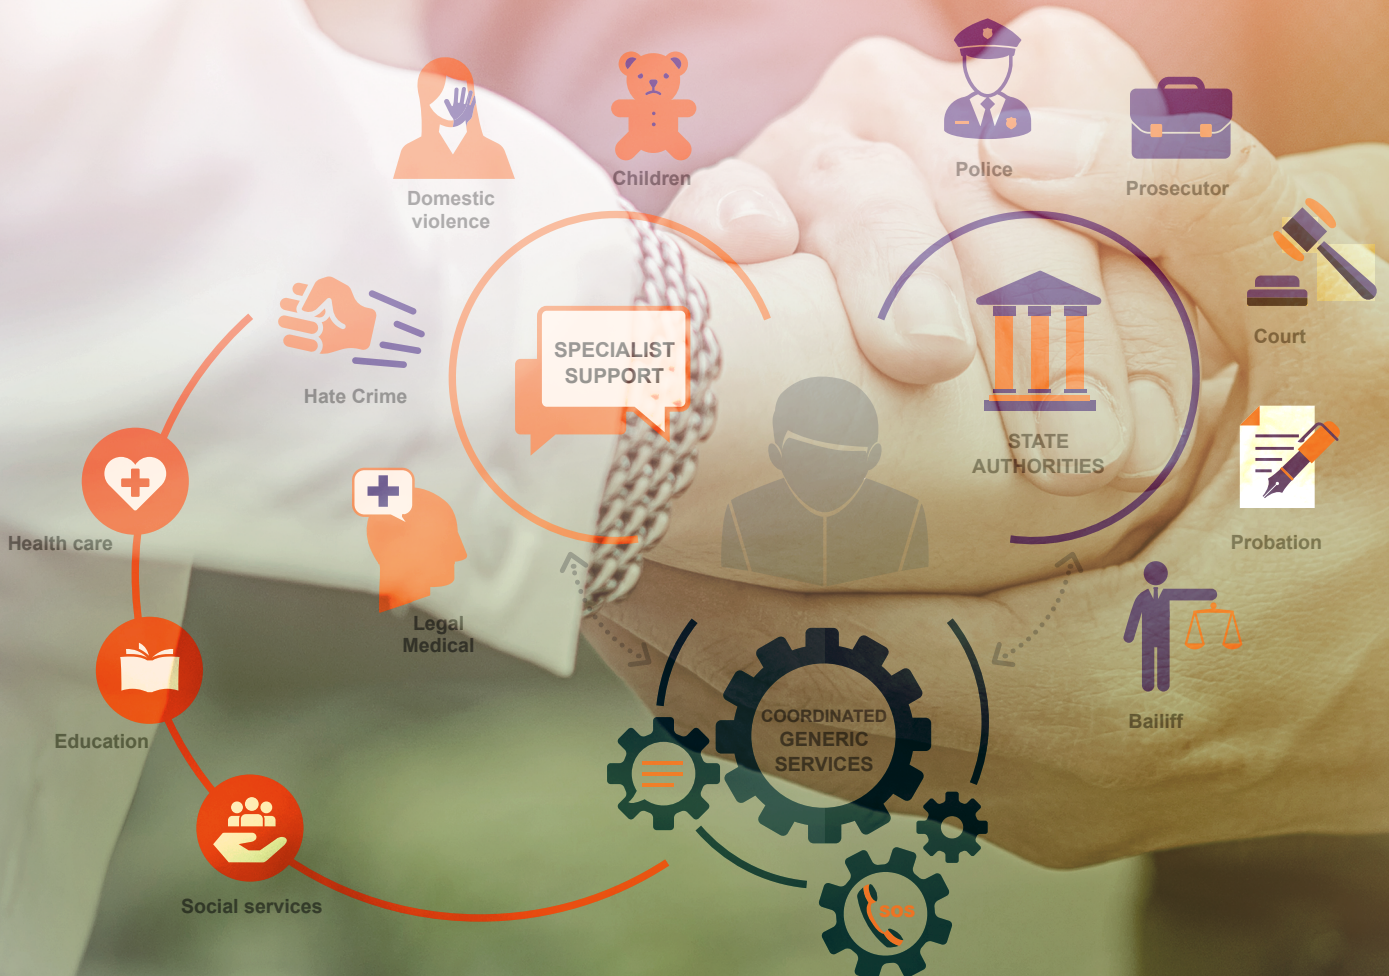 Children
Police
Prosecutor
Domestic
violence
Court
SPECIALIST
SUPPORT
Hate Crime
STATE
AUTHORITIES
Health care
Probation
Legal
Medical
COORDINATED
GENERIC
SERVICES
Bailiff
Education
Social services
SOS